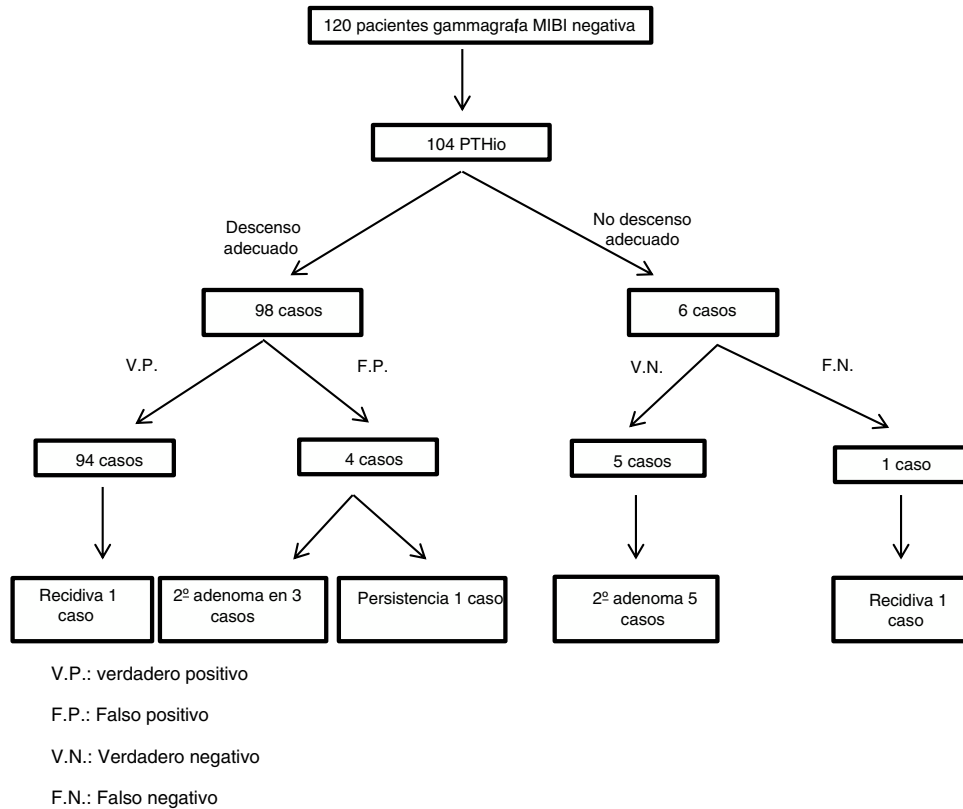 120 pacientes gammagrafa MIBI negativa
104 PTHio
Descenso
adecuado
No descenso
adecuado
98 casos
6 casos
V.P.
F.P.
V.N.
F.N.
94 casos
4 casos
5 casos
1 caso
Recidiva 1
caso
2º adenoma en 3
casos
Persistencia 1 caso
2º adenoma 5
casos
Recidiva 1
caso
V.P.: verdadero positivo
F.P.: Falso positivo
V.N.: Verdadero negativo
F.N.: Falso negativo